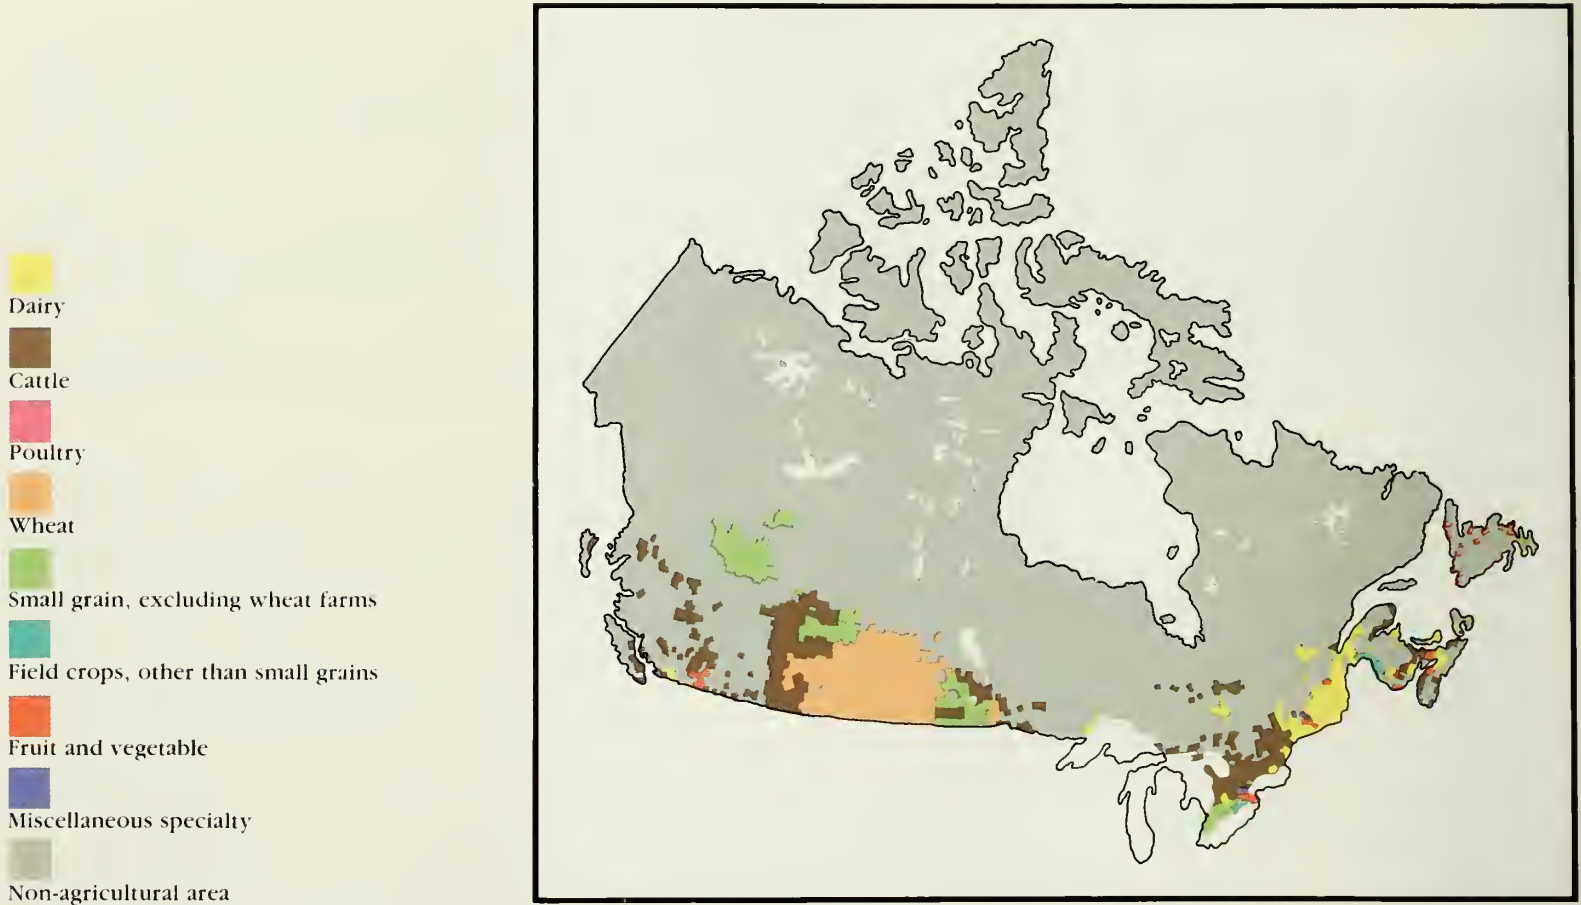 Dairy
Cattle
Poultry
Wheat
Small grain, excluding wheat farms
Field crops, other than small grains
Fruit and vegetable
Miscellaneous specialty
Non-agricultural area